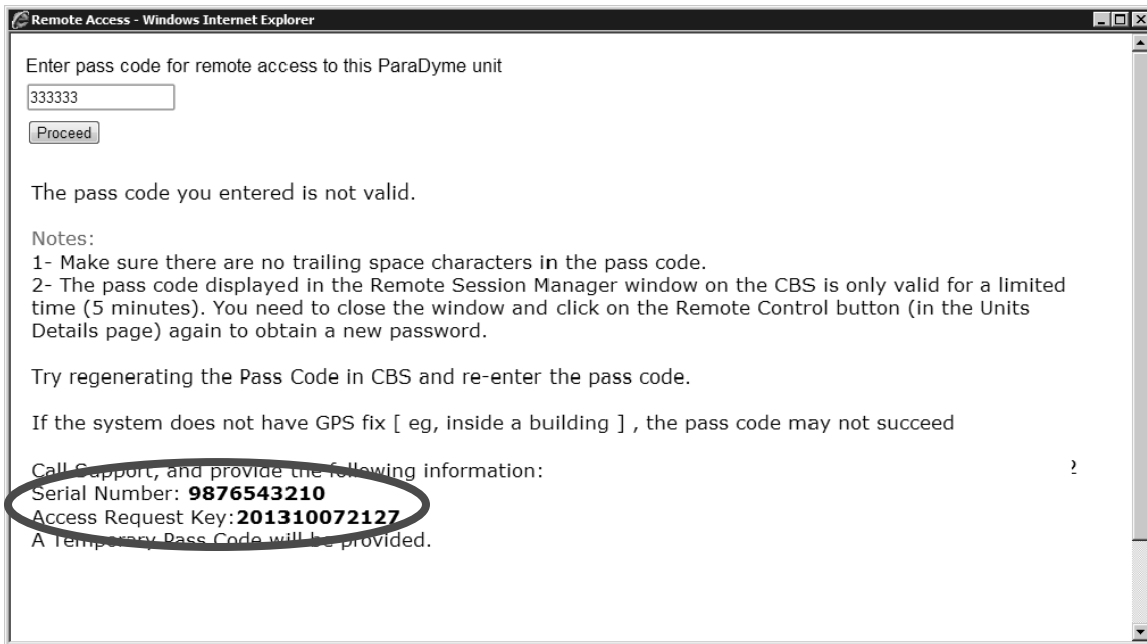 Remote Access - Windows Internet Explorer
Enter pass code for remote access to this ParaDyme unit
333333
Proceed
The pass code you entered is not valid.
Notes:
1- Make sure there are no trailing space characters in the pass code.
2- The pass code displayed in the Remote Session Manager window on the CBS is only valid for a limited
time (5 minutes). You need to close the window and click on the Remote Control button (in the Units
Details page) again to obtain a new password.
Try regenerating the Pass Code in CBS and re-enter the pass code.
If the system does not have GPS fix [ eg, inside a building ] , the pass code may not succeed
Call Support, and provide the following information:
Serial Number: 9876543210
Access Request Key:201310072127
A Temporary Pass Code will be provided.